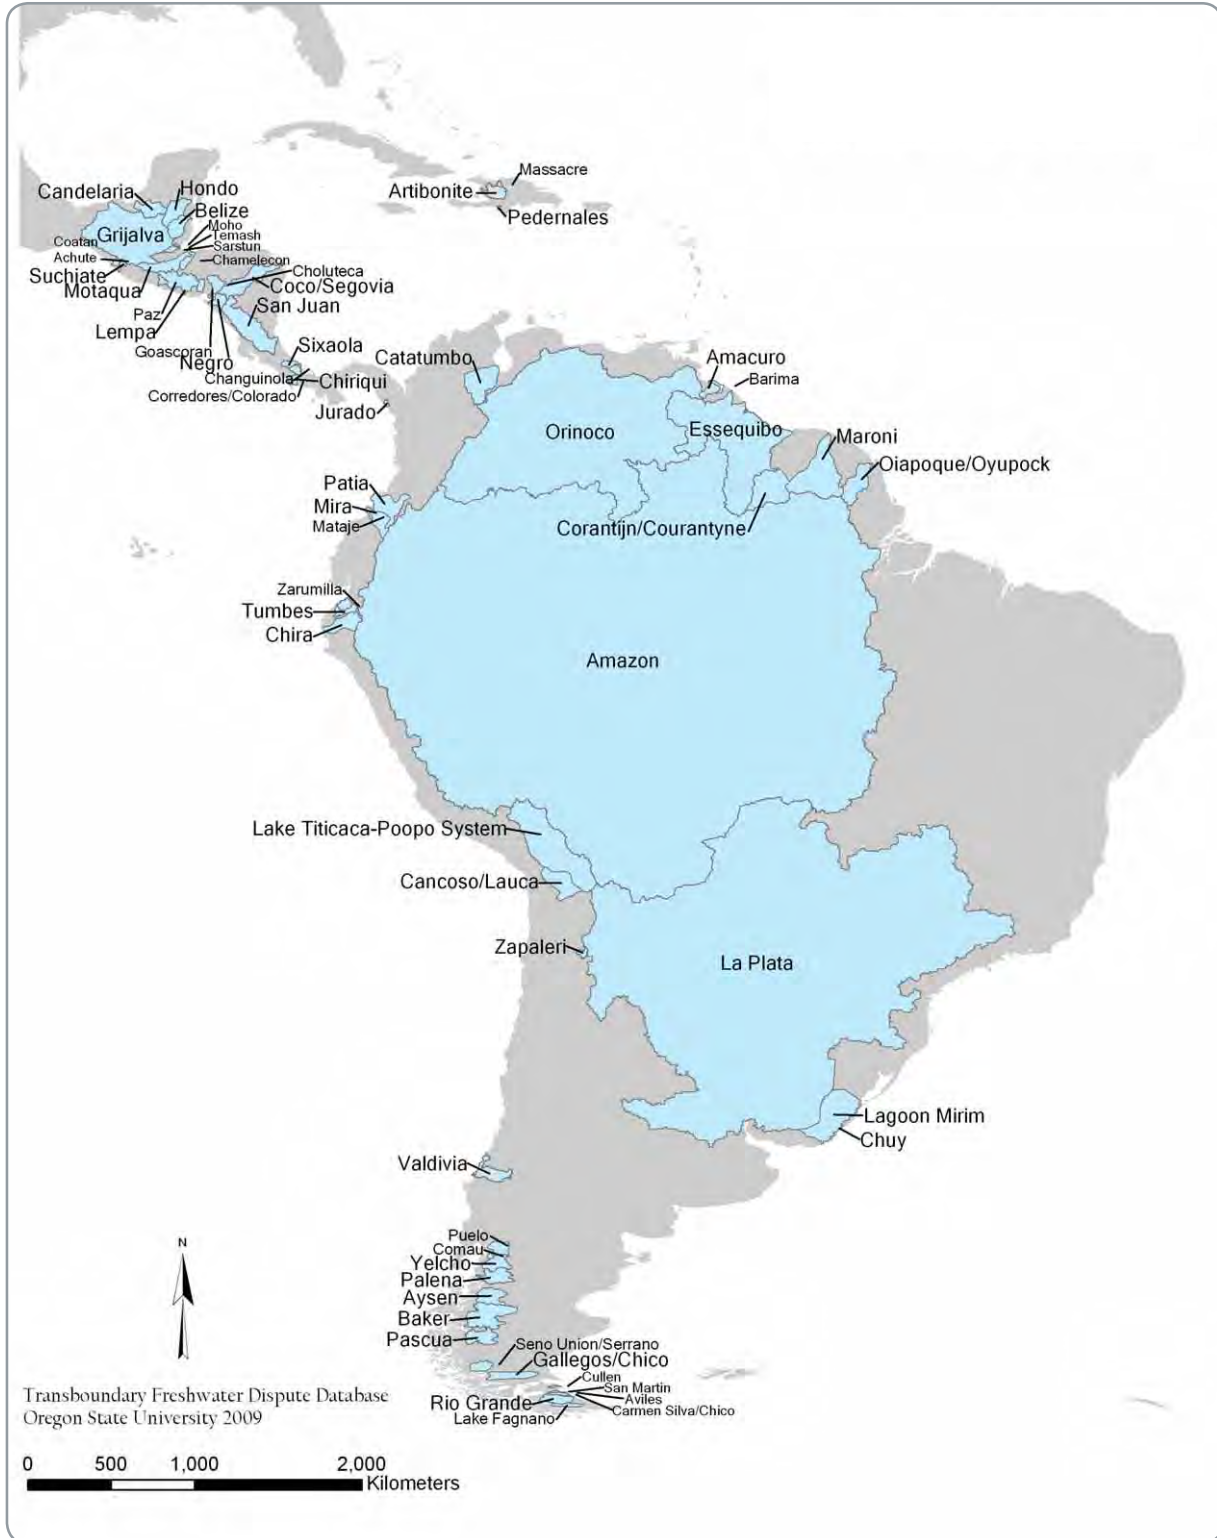 Massacre
Artibonite
Pedernales
Candelaria
Hondo
Belize
Moho
Temash
Grijalva
Sarstun
Coatan
Chamelecon
Achute
Suchiate
Choluteca
Motaqua
Coco/Segovia
San Juan
Paz
Lempa
Goascoran
Negro
Sixaola
Changuinola
Chiriqui
Corredores/Colorado
Jurado
Catatumbo
Amacuro
Barima
Orinoco
Essequibo
Maroni
Oiapoque/Oyupock
Patia
Mira
Mataje
Corantijn/Courantyne
Zarumilla
Tumbes
Chira
Amazon
Lake Titicaca-Poopo System
Cancoso/Lauca
Zapaleri
La Plata
Lagoon Mirim
Chuy
Valdivia
Puelo
Comau
Yelcho
Palena
Aysen
Baker
Pascua
Seno Union/Serrano
Gallegos/Chico
Cullen
San Martin
Aviles
Rio Grande
Carmen Silva/Chico
Lake Fagnano
N
Transboundary Freshwater Dispute Database
Oregon State University 2009
0 500 1,000 2,000
Kilometers